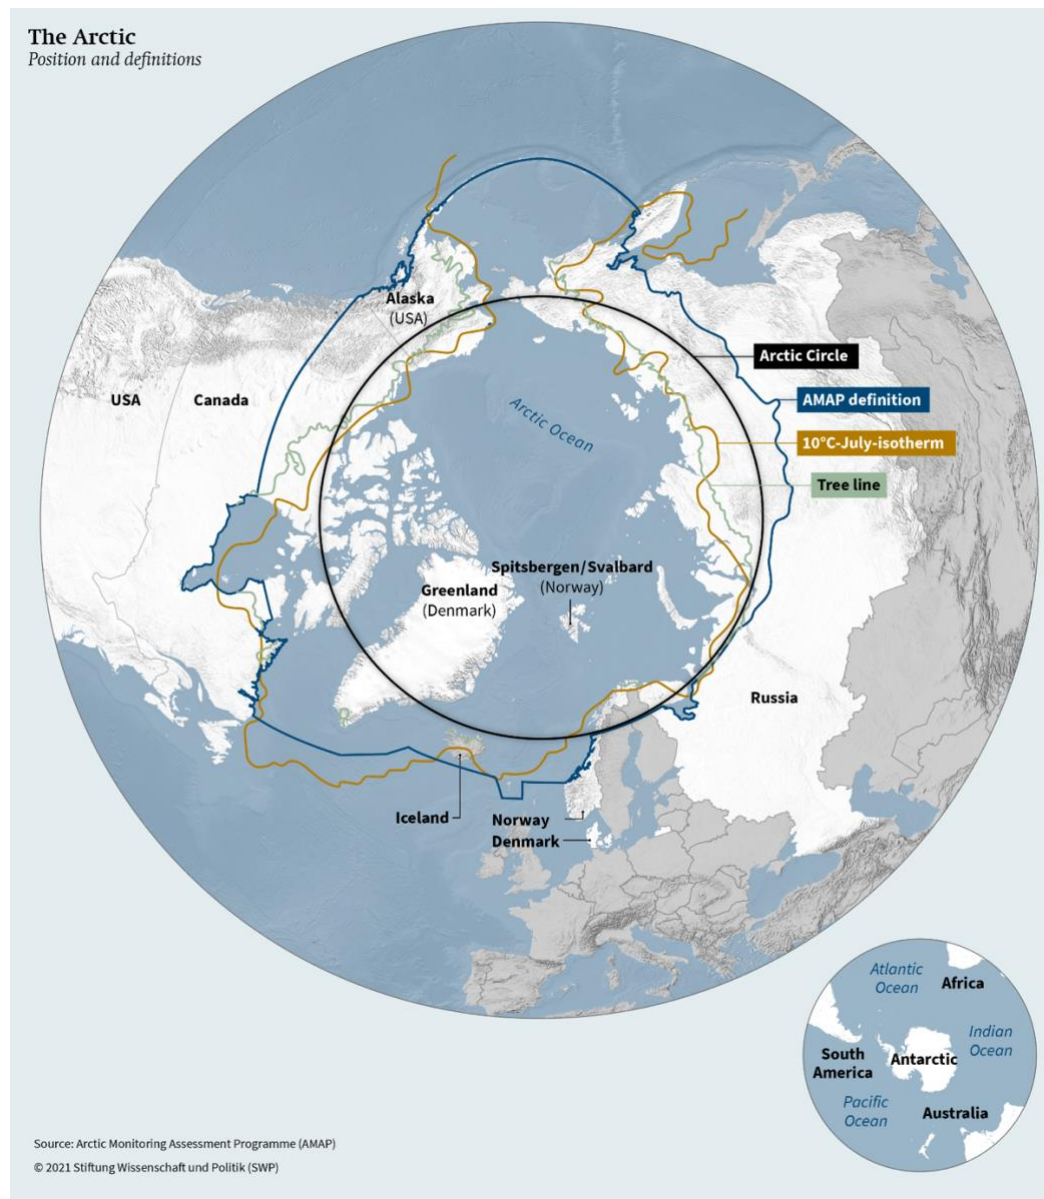 The Arctic
Position and definitions
Alaska
(USA)
Arctic Circle
USA
Canada
AMAP definition
Arctic Ocean
10°C-July-isotherm
Tree line
Spitsbergen/Svalbard
(Norway)
Greenland
(Denmark)
Russia
Iceland
Norway
Denmark
Atlantic
Ocean
Africa
Indian
Ocean
South
America
Antarctic
Pacific
Ocean
Australia
Source: Arctic Monitoring Assessment Programme (AMAP)
© 2021 Stiftung Wissenschaft und Politik (SWP)